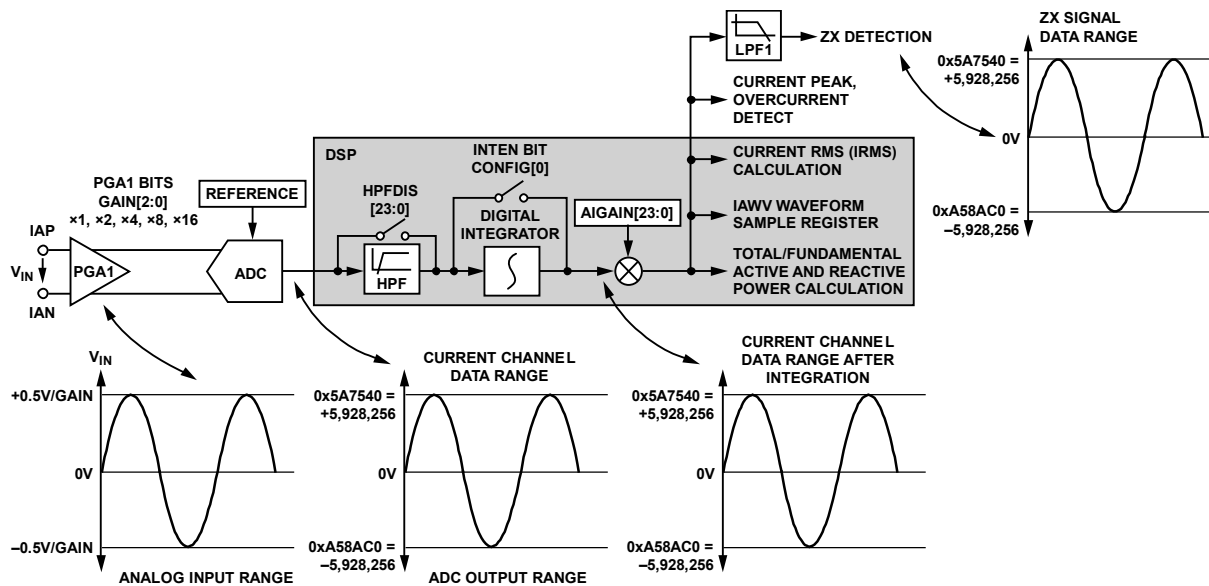 LPF1
ZX DETECTION
ZX SIGNAL
DATA RANGE
0x5A7540 =
+5,928,256
0V
0xA58AC0 =
–5,928,256
CURRENT PEAK,
OVERCURRENT
DETECT
DSP
INTEN BIT
CONFIG[0]
CURRENT RMS (IRMS)
CALCULATION
PGA1 BITS
GAIN[2:0]
×1, ×2, ×4, ×8, ×16
REFERENCE
HPFDIS
[23:0]
DIGITAL
INTEGRATOR
AIGAIN[23:0]
IAWV WAVEFORM
SAMPLE REGISTER
IAP
VIN
IAN
PGA1
ADC
HPF
TOTAL/FUNDAMENTAL
ACTIVE AND REACTIVE
POWER CALCULATION
VIN
+0.5V/GAIN
0V
–0.5V/GAIN
ANALOG INPUT RANGE
CURRENT CHANNEL
DATA RANGE
0x5A7540 =
+5,928,256
0V
0xA58AC0 =
–5,928,256
ADC OUTPUT RANGE
CURRENT CHANNEL
DATA RANGE AFTER
INTEGRATION
0x5A7540 =
+5,928,256
0V
0xA58AC0 =
–5,928,256